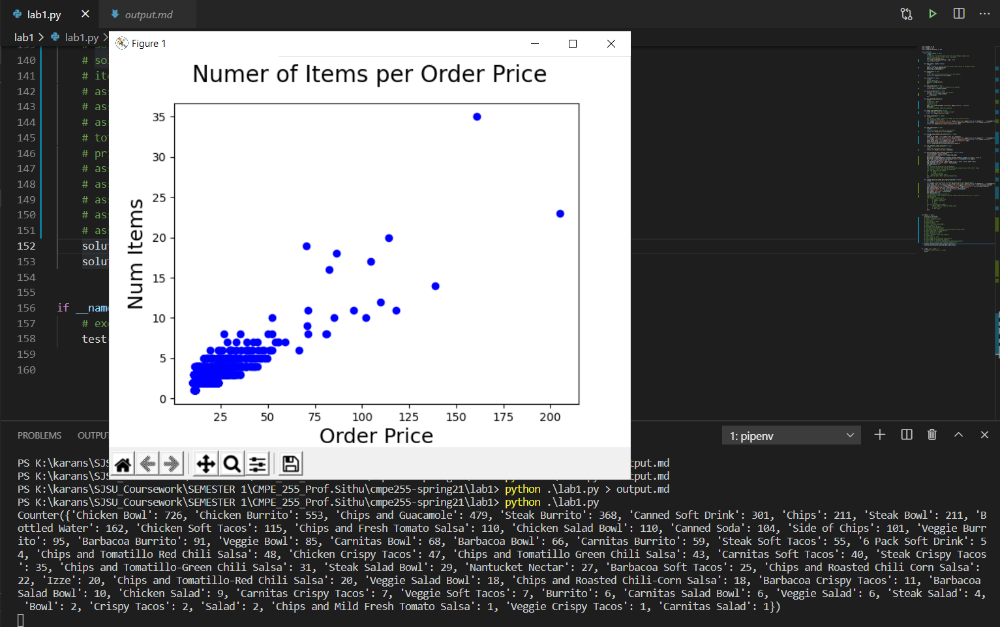 lab1.py
output.md
lab1 > lab1.py >
Figure 1
139
140 # so
141 # it
142 # as
143 # as
144 # as
145 # to
146 # pr
147 # as
148 # as
149 # as
150 # as
151 # as
152 solu
153 solu
154
155
156 if __nam
157 # exe
158 test
159
160
Numer of Items per Order Price
35
30
25
20
15
10
5
0
Num Items
25 50 75 100 125 150 175 200
Order Price
PROBLEMS OUTPU
1: pipenv
PS K:\karans\SJS tput.md
PS K:\karans\SJS tput.md
PS K:\karans\SJSU_Coursework\SEMESTER 1\CMPE_255_Prof.Sithu\cmpe255-spring21\lab1> python .\lab1.py > output.md
PS K:\karans\SJSU_Coursework\SEMESTER 1\CMPE_255_Prof.Sithu\cmpe255-spring21\lab1> python .\lab1.py
Counter({'Chicken Bowl': 726, 'Chicken Burrito': 553, 'Chips and Guacamole': 479, 'Steak Burrito': 368, 'Canned Soft Drink': 301, 'Chips': 211, 'Steak Bowl': 211, 'B
ottled Water': 162, 'Chicken Soft Tacos': 115, 'Chips and Fresh Tomato Salsa': 110, 'Chicken Salad Bowl': 110, 'Canned Soda': 104, 'Side of Chips': 101, 'Veggie Burr
ito': 95, 'Barbacoa Burrito': 91, 'Veggie Bowl': 85, 'Carnitas Bowl': 68, 'Barbacoa Bowl': 66, 'Carnitas Burrito': 59, 'Steak Soft Tacos': 55, '6 Pack Soft Drink': 5
4, 'Chips and Tomatillo Red Chili Salsa': 48, 'Chicken Crispy Tacos': 47, 'Chips and Tomatillo Green Chili Salsa': 43, 'Carnitas Soft Tacos': 40, 'Steak Crispy Tacos
': 35, 'Chips and Tomatillo-Green Chili Salsa': 31, 'Steak Salad Bowl': 29, 'Nantucket Nectar': 27, 'Barbacoa Soft Tacos': 25, 'Chips and Roasted Chili Corn Salsa':
22, 'Izze': 20, 'Chips and Tomatillo-Red Chili Salsa': 20, 'Veggie Salad Bowl': 18, 'Chips and Roasted Chili-Corn Salsa': 18, 'Barbacoa Crispy Tacos': 11, 'Barbacoa
Salad Bowl': 10, 'Chicken Salad': 9, 'Carnitas Crispy Tacos': 7, 'Veggie Soft Tacos': 7, 'Burrito': 6, 'Carnitas Salad Bowl': 6, 'Veggie Salad': 6, 'Steak Salad': 4,
'Bowl': 2, 'Crispy Tacos': 2, 'Salad': 2, 'Chips and Mild Fresh Tomato Salsa': 1, 'Veggie Crispy Tacos': 1, 'Carnitas Salad': 1})